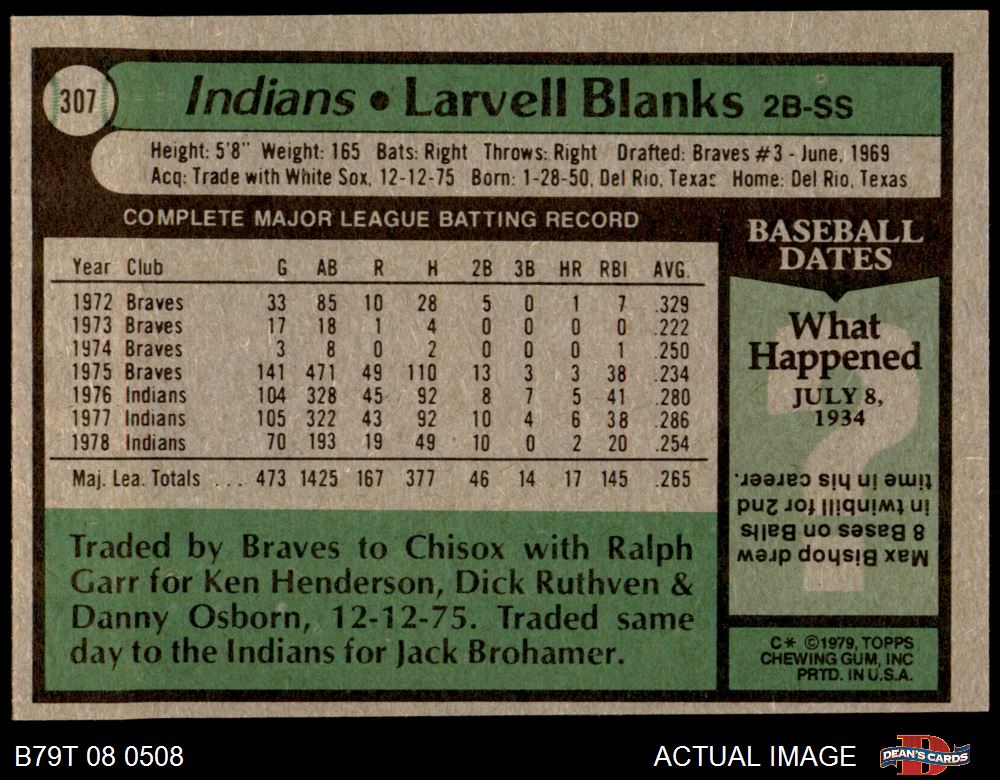 307
Indians • Larvell Blanks 2B-SS
Height: 5'8" Weight: 165 Bats: Right Throws: Right Drafted: Braves #3 - June, 1969
Acq: Trade with White Sox, 12-12-75 Born: 1-28-50, Del Rio, Texas Home: Del Rio, Texas
COMPLETE MAJOR LEAGUE BATTING RECORD
Year Club G AB R H 2B 3B HR RBI AVG.
1972 Braves 33 85 10 28 5 0 1 7 .329
1973 Braves 17 18 1 4 0 0 0 0 .222
1974 Braves 3 8 0 2 0 0 0 1 .250
1975 Braves 141 471 49 110 13 3 3 38 .234
1976 Indians 104 328 45 92 8 7 5 41 .280
1977 Indians 105 322 43 92 10 4 6 38 .286
1978 Indians 70 193 19 49 10 0 2 20 .254
Maj. Lea. Totals ... 473 1425 167 377 46 14 17 145 .265
Traded by Braves to Chisox with Ralph
Garr for Ken Henderson, Dick Ruthven &
Danny Osborn, 12-12-75. Traded same
day to the Indians for Jack Brohamer.
BASEBALL
DATES
What
Happened
JULY 8,
1934
?
Max Bishop drew
8 Bases on Balls
in twinbill for 2nd
time in his career.
C* ©1979, TOPPS
CHEWING GUM, INC
PRTD. IN U.S.A.
B79T 08 0508
ACTUAL IMAGE
DEAN'S CARDS